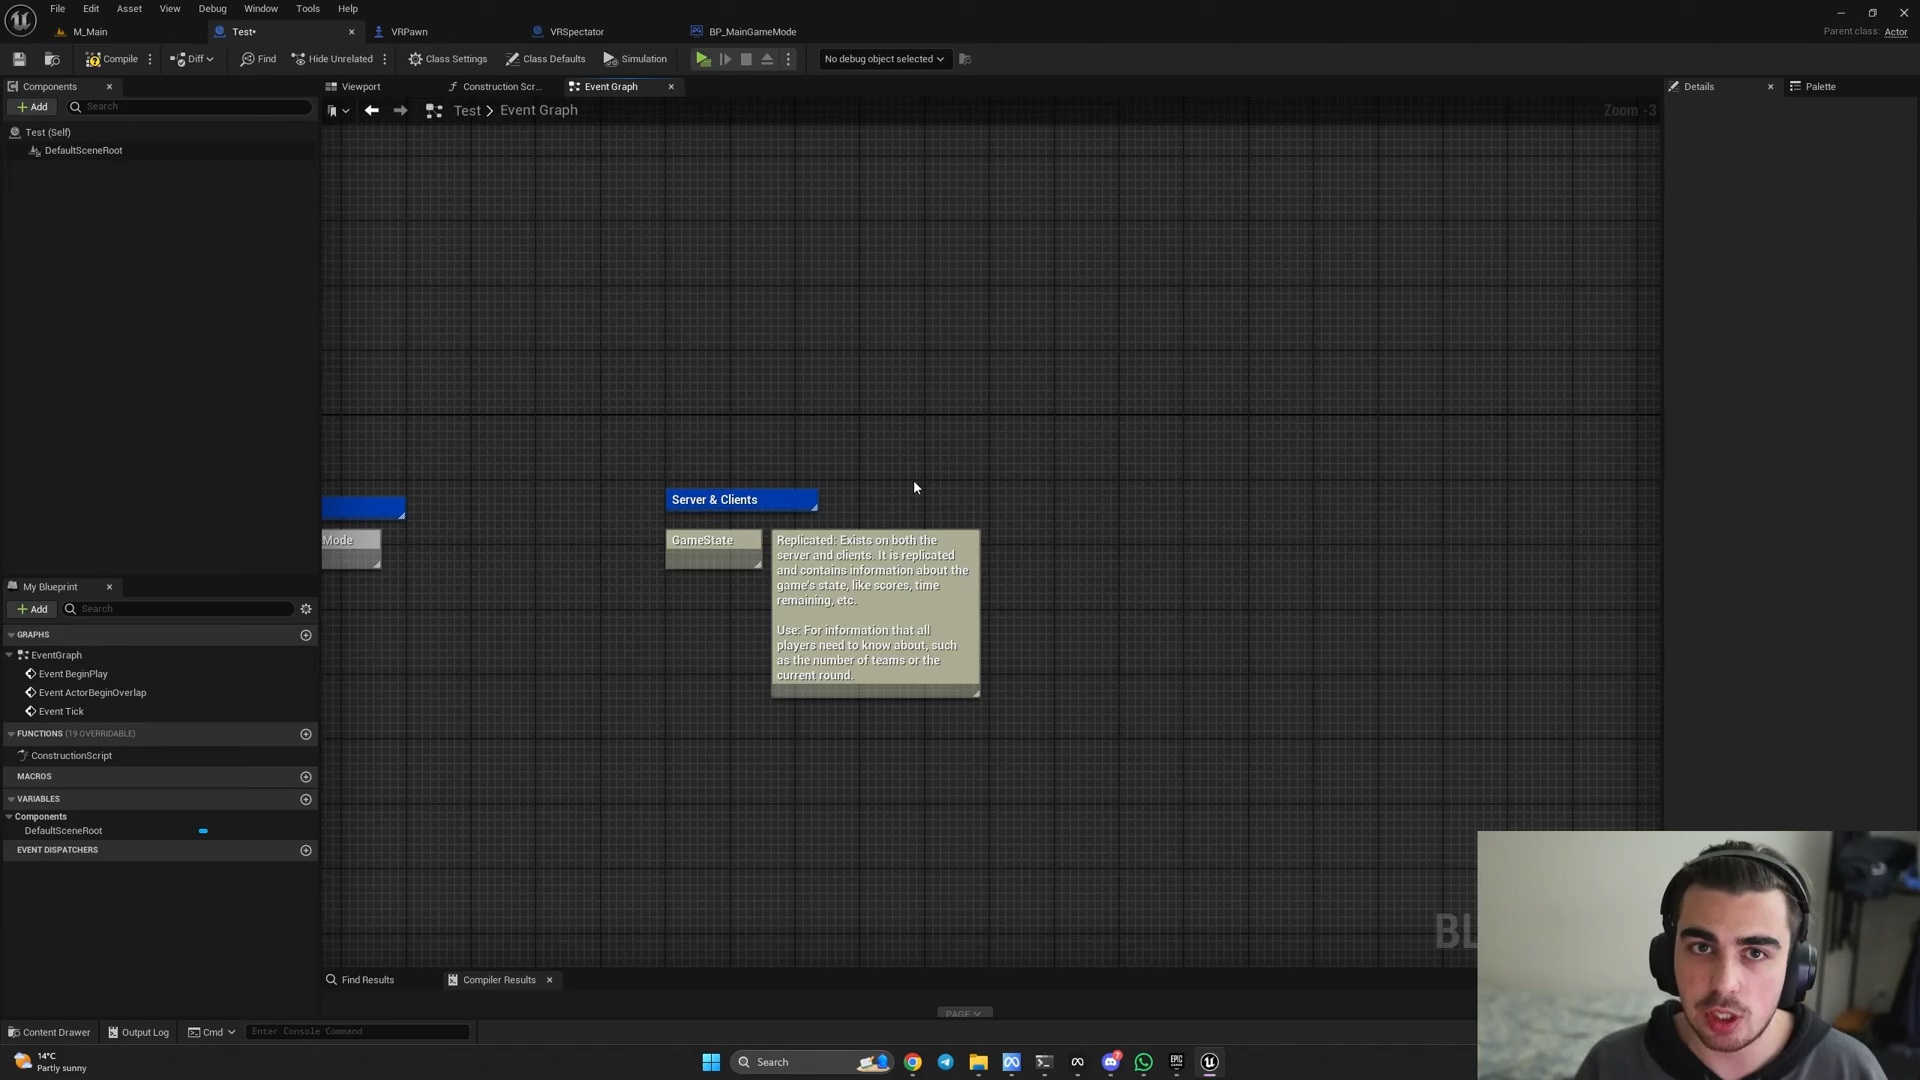 File Edit Asset View Debug Window Tools Help
M_Main
Test*
VRPawn
VRSpectator
BP_MainGameMode
Parent class: Actor
Compile
Diff
Find
Hide Unrelated
Class Settings
Class Defaults
Simulation
No debug object selected
Components
Viewport
Construction Scr...
Event Graph
Details
Palette
Add
Search
Test > Event Graph
Zoom -3
Test (Self)
DefaultSceneRoot
Server & Clients
Mode
GameState
Replicated: Exists on both the
server and clients. It is replicated
and contains information about the
game's state, like scores, time
remaining, etc.
Use: For information that all
players need to know about, such
as the number of teams or the
current round.
My Blueprint
Add
Search
GRAPHS
EventGraph
Event BeginPlay
Event ActorBeginOverlap
Event Tick
FUNCTIONS (19 OVERRIDABLE)
ConstructionScript
MACROS
VARIABLES
Components
DefaultSceneRoot
EVENT DISPATCHERS
BL
Find Results
Compiler Results
PAGE
Content Drawer
Output Log
Cmd
Enter Console Command
14°C
Partly sunny
Search
7
EPIC